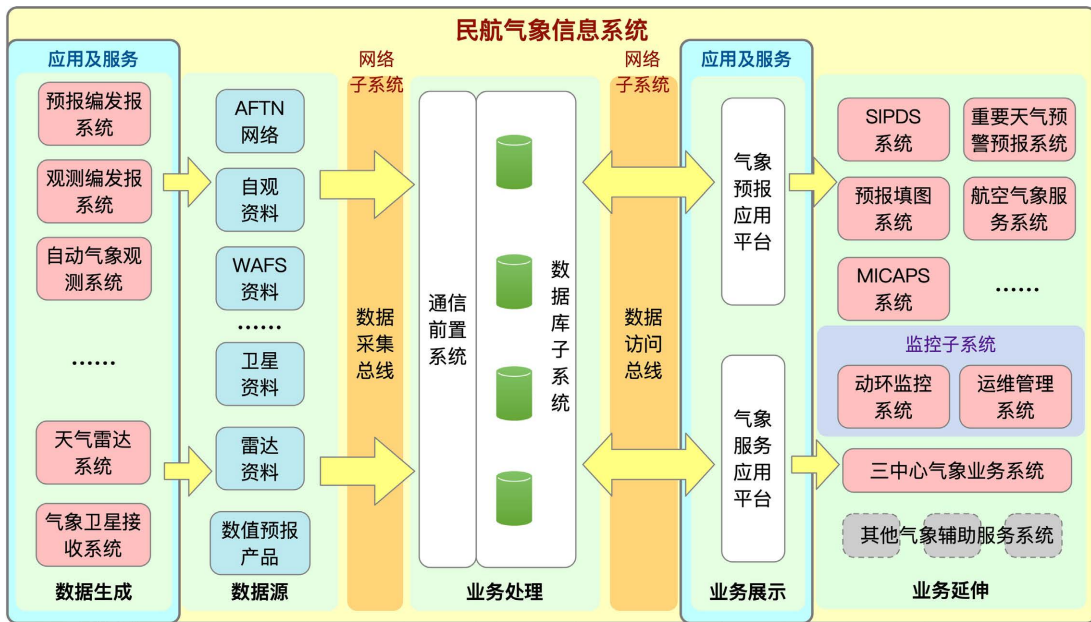 民航气象信息系统
应用及服务
预报编发报
系统
观测编发报
系统
自动气象观
测系统
……
天气雷达
系统
气象卫星接
收系统
数据生成
AFTN
网络
自观
资料
WAFS
资料
……
卫星
资料
雷达
资料
数值预报
产品
数据源
网络
子系统
数据
采集
总线
通信
前置
系统
数据库子系统
业务处理
网络
子系统
数据
访问
总线
应用及服务
气象
预报
应用
平台
气象
服务
应用
平台
业务展示
SIPDS
系统
重要天气预
警预报系统
预报填图
系统
航空气象服
务系统
MICAPS
系统
……
监控子系统
动环监控
系统
运维管理
系统
三中心气象业务系统
其他气象辅助服务系统
业务延伸